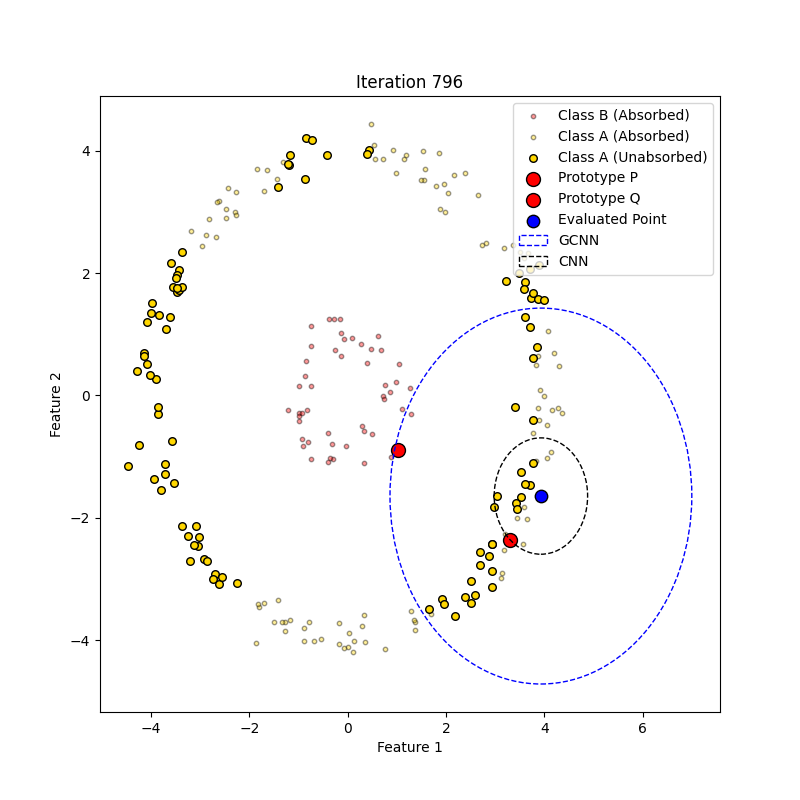 Iteration 796
Class B (Absorbed)
Class A (Absorbed)
Class A (Unabsorbed)
Prototype P
Prototype Q
Evaluated Point
GCNN
CNN
4
2
0
−2
−4
Feature 2
−4
−2
0
2
4
6
Feature 1